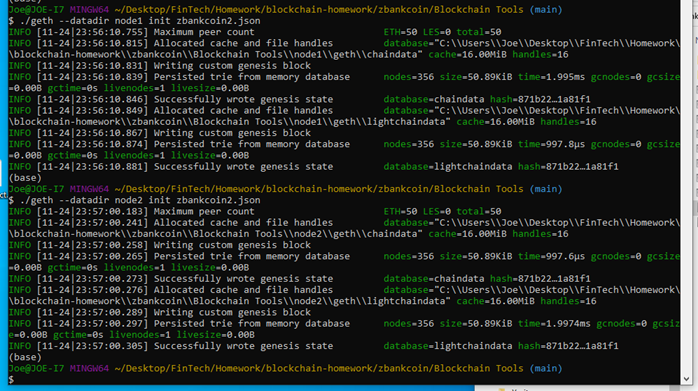 (base)
Joe@JOE-I7 MINGW64 ~/Desktop/FinTech/Homework/blockchain-homework/zbankcoin/Blockchain Tools (main)
$ ./geth --datadir node1 init zbankcoin2.json
INFO [11-24|23:56:10.755] Maximum peer count                       ETH=50 LES=0 total=50
INFO [11-24|23:56:10.815] Allocated cache and file handles         database="C:\\Users\\Joe\\Desktop\\FinTech\\Homework\
\blockchain-homework\\zbankcoin\\Blockchain Tools\\node1\\geth\\chaindata" cache=16.00MiB handles=16
INFO [11-24|23:56:10.831] Writing custom genesis block
INFO [11-24|23:56:10.839] Persisted trie from memory database      nodes=356 size=50.89KiB time=1.995ms gcnodes=0 gcsize
=0.00B gctime=0s livenodes=1 livesize=0.00B
INFO [11-24|23:56:10.846] Successfully wrote genesis state         database=chaindata hash=871b22…1a81f1
INFO [11-24|23:56:10.849] Allocated cache and file handles         database="C:\\Users\\Joe\\Desktop\\FinTech\\Homework\
\blockchain-homework\\zbankcoin\\Blockchain Tools\\node1\\geth\\lightchaindata" cache=16.00MiB handles=16
INFO [11-24|23:56:10.867] Writing custom genesis block
INFO [11-24|23:56:10.874] Persisted trie from memory database      nodes=356 size=50.89KiB time=997.8µs gcnodes=0 gcsize
=0.00B gctime=0s livenodes=1 livesize=0.00B
INFO [11-24|23:56:10.881] Successfully wrote genesis state         database=lightchaindata hash=871b22…1a81f1
(base)
Joe@JOE-I7 MINGW64 ~/Desktop/FinTech/Homework/blockchain-homework/zbankcoin/Blockchain Tools (main)
$ ./geth --datadir node2 init zbankcoin2.json
INFO [11-24|23:57:00.183] Maximum peer count                       ETH=50 LES=0 total=50
INFO [11-24|23:57:00.241] Allocated cache and file handles         database="C:\\Users\\Joe\\Desktop\\FinTech\\Homework\
\blockchain-homework\\zbankcoin\\Blockchain Tools\\node2\\geth\\chaindata" cache=16.00MiB handles=16
INFO [11-24|23:57:00.258] Writing custom genesis block
INFO [11-24|23:57:00.265] Persisted trie from memory database      nodes=356 size=50.89KiB time=997.6µs gcnodes=0 gcsize
=0.00B gctime=0s livenodes=1 livesize=0.00B
INFO [11-24|23:57:00.273] Successfully wrote genesis state         database=chaindata hash=871b22…1a81f1
INFO [11-24|23:57:00.276] Allocated cache and file handles         database="C:\\Users\\Joe\\Desktop\\FinTech\\Homework\
\blockchain-homework\\zbankcoin\\Blockchain Tools\\node2\\geth\\lightchaindata" cache=16.00MiB handles=16
INFO [11-24|23:57:00.289] Writing custom genesis block
INFO [11-24|23:57:00.297] Persisted trie from memory database      nodes=356 size=50.89KiB time=1.9974ms gcnodes=0 gcsiz
e=0.00B gctime=0s livenodes=1 livesize=0.00B
INFO [11-24|23:57:00.305] Successfully wrote genesis state         database=lightchaindata hash=871b22…1a81f1
(base)
Joe@JOE-I7 MINGW64 ~/Desktop/FinTech/Homework/blockchain-homework/zbankcoin/Blockchain Tools (main)
$